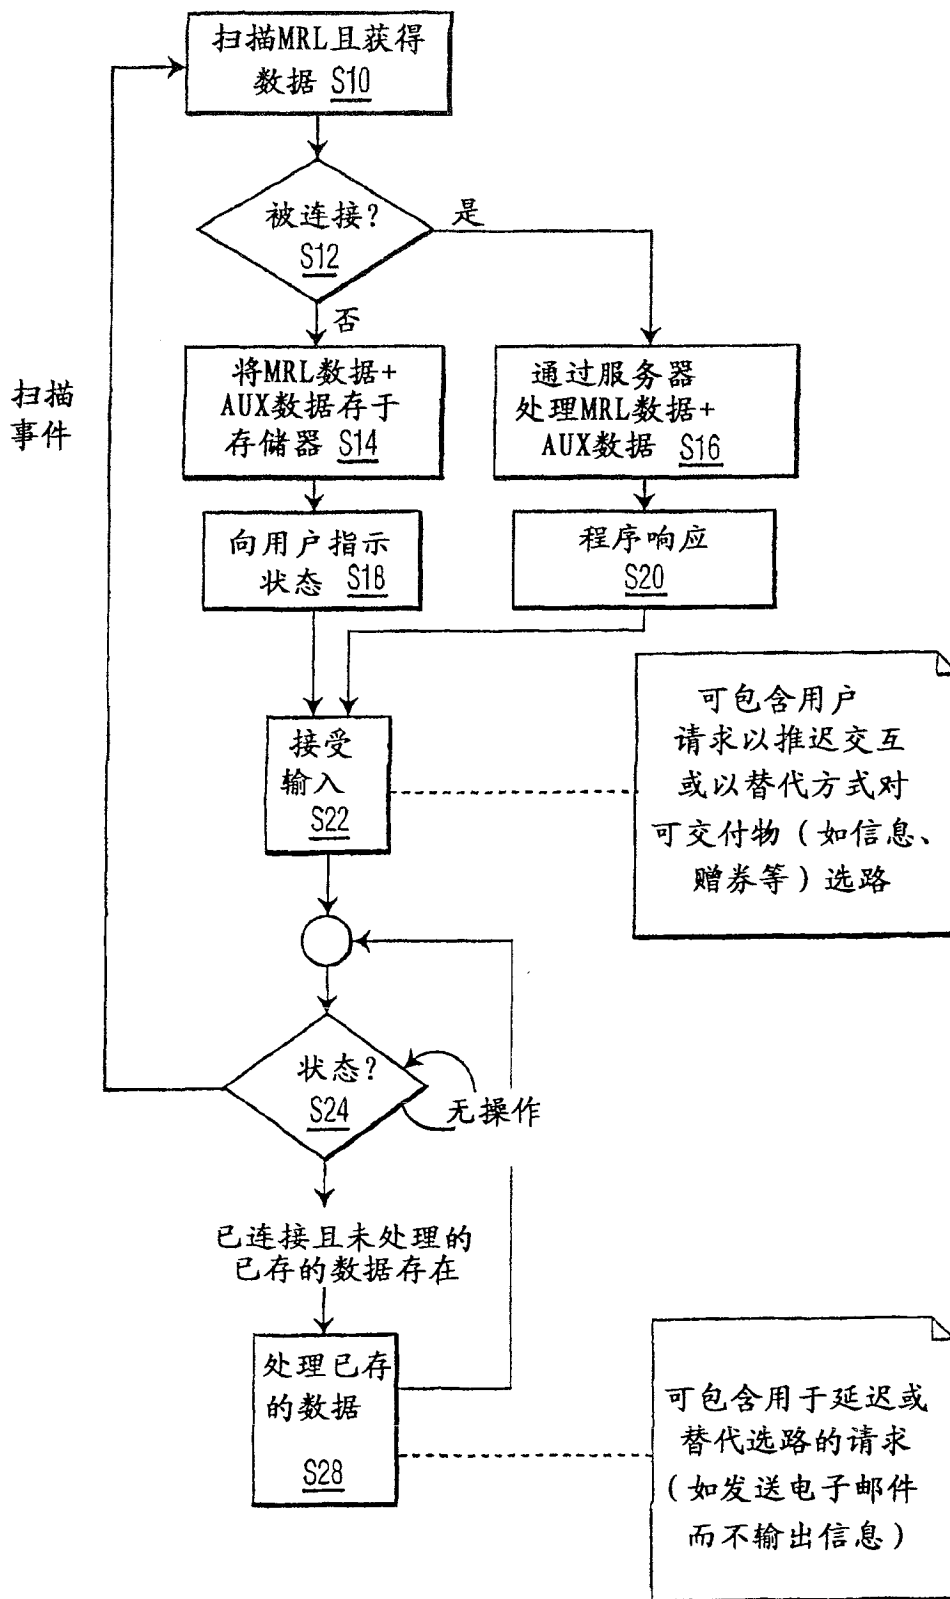 扫描MRL且获得
数据 S10
被连接？
S12
是
否
将MRL数据+
AUX数据存于
存储器 S14
通过服务器
处理MRL数据+
AUX数据 S16
扫描
事件
向用户指示
状态 S18
程序响应
S20
接受
输入
S22
可包含用户
请求以推迟交互
或以替代方式对
可交付物（如信息、
赠券等）选路
状态？
S24
无操作
已连接且未处理的
已存的数据存在
处理已存
的数据
S28
可包含用于延迟或
替代选路的请求
（如发送电子邮件
而不输出信息）